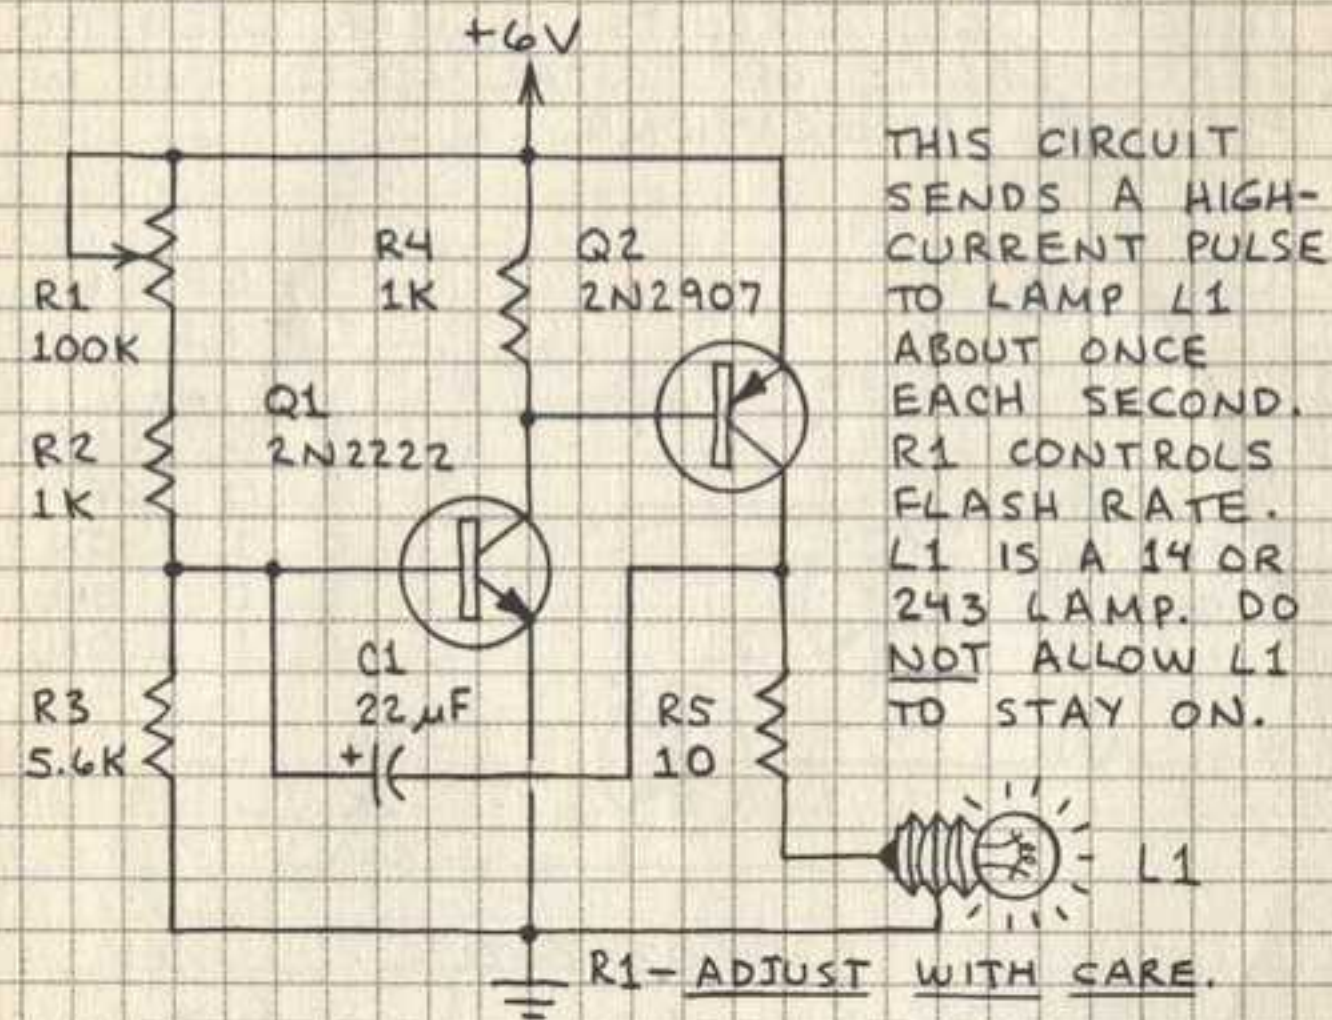 +6V
THIS CIRCUIT
SENDS A HIGH-
CURRENT PULSE
TO LAMP L1
ABOUT ONCE
EACH SECOND.
R1 CONTROLS
FLASH RATE.
L1 IS A 14 OR
243 LAMP. DO
NOT ALLOW L1
TO STAY ON.
R1
100K
R4
1K
Q2
2N2907
Q1
2N2222
R2
1K
C1
22µF
+
R3
5.6K
R5
10
L1
R1 - ADJUST WITH CARE.